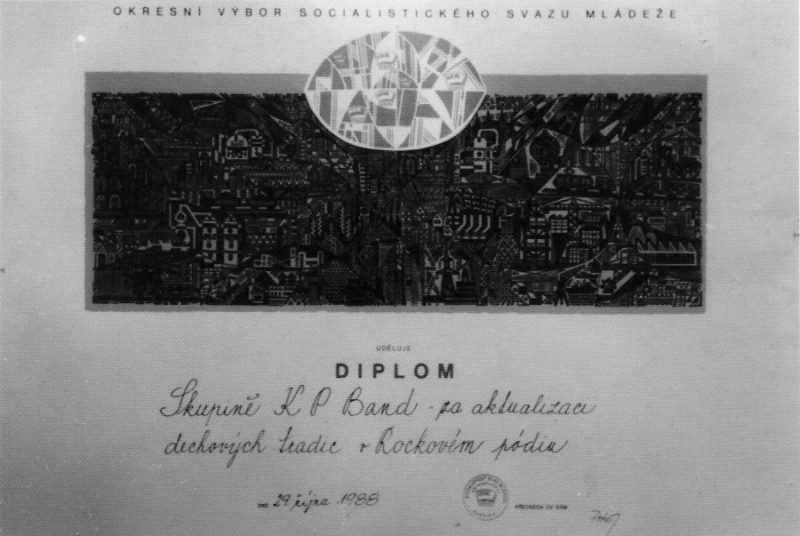 OKRESNÍ VÝBOR SOCIALISTICKÉHO SVAZU MLÁDEŽE
UDĚLUJE
DIPLOM
Skupině K P Band - za aktualizaci
dechových tradic v Rockovém pódiu
DNE 29. října 1988
PŘEDSEDA OV SSM